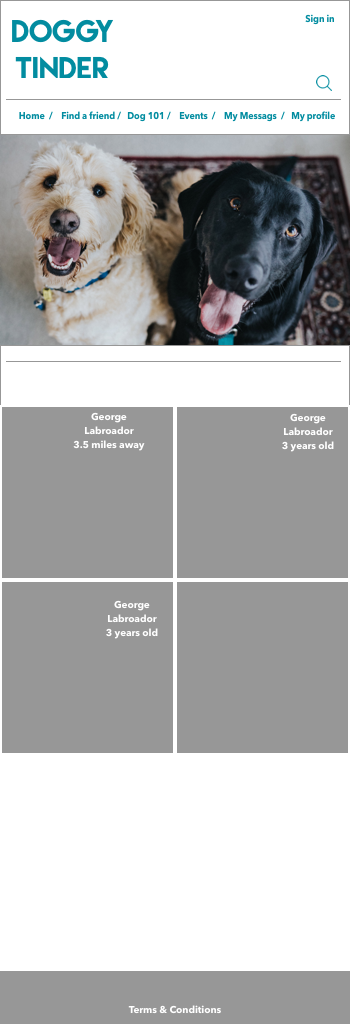 DOGGY
TINDER
Sign in
Home / Find a friend / Dog 101 / Events / My Messags / My profile
George
Labroador
3.5 miles away
George
Labroador
3 years old
George
Labroador
3 years old
Terms & Conditions